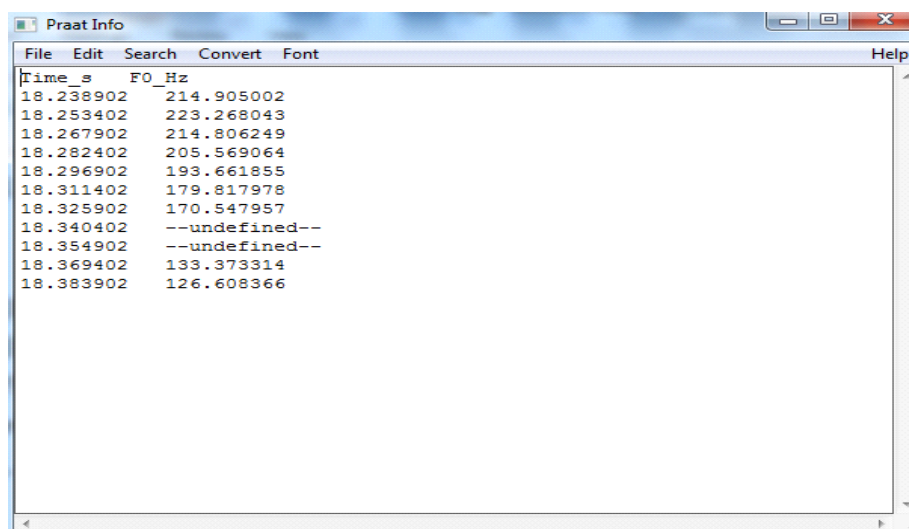 Praat Info
File Edit Search Convert Font Help
Time_s F0_Hz
18.238902 214.905002
18.253402 223.268043
18.267902 214.806249
18.282402 205.569064
18.296902 193.661855
18.311402 179.817978
18.325902 170.547957
18.340402 --undefined--
18.354902 --undefined--
18.369402 133.373314
18.383902 126.608366